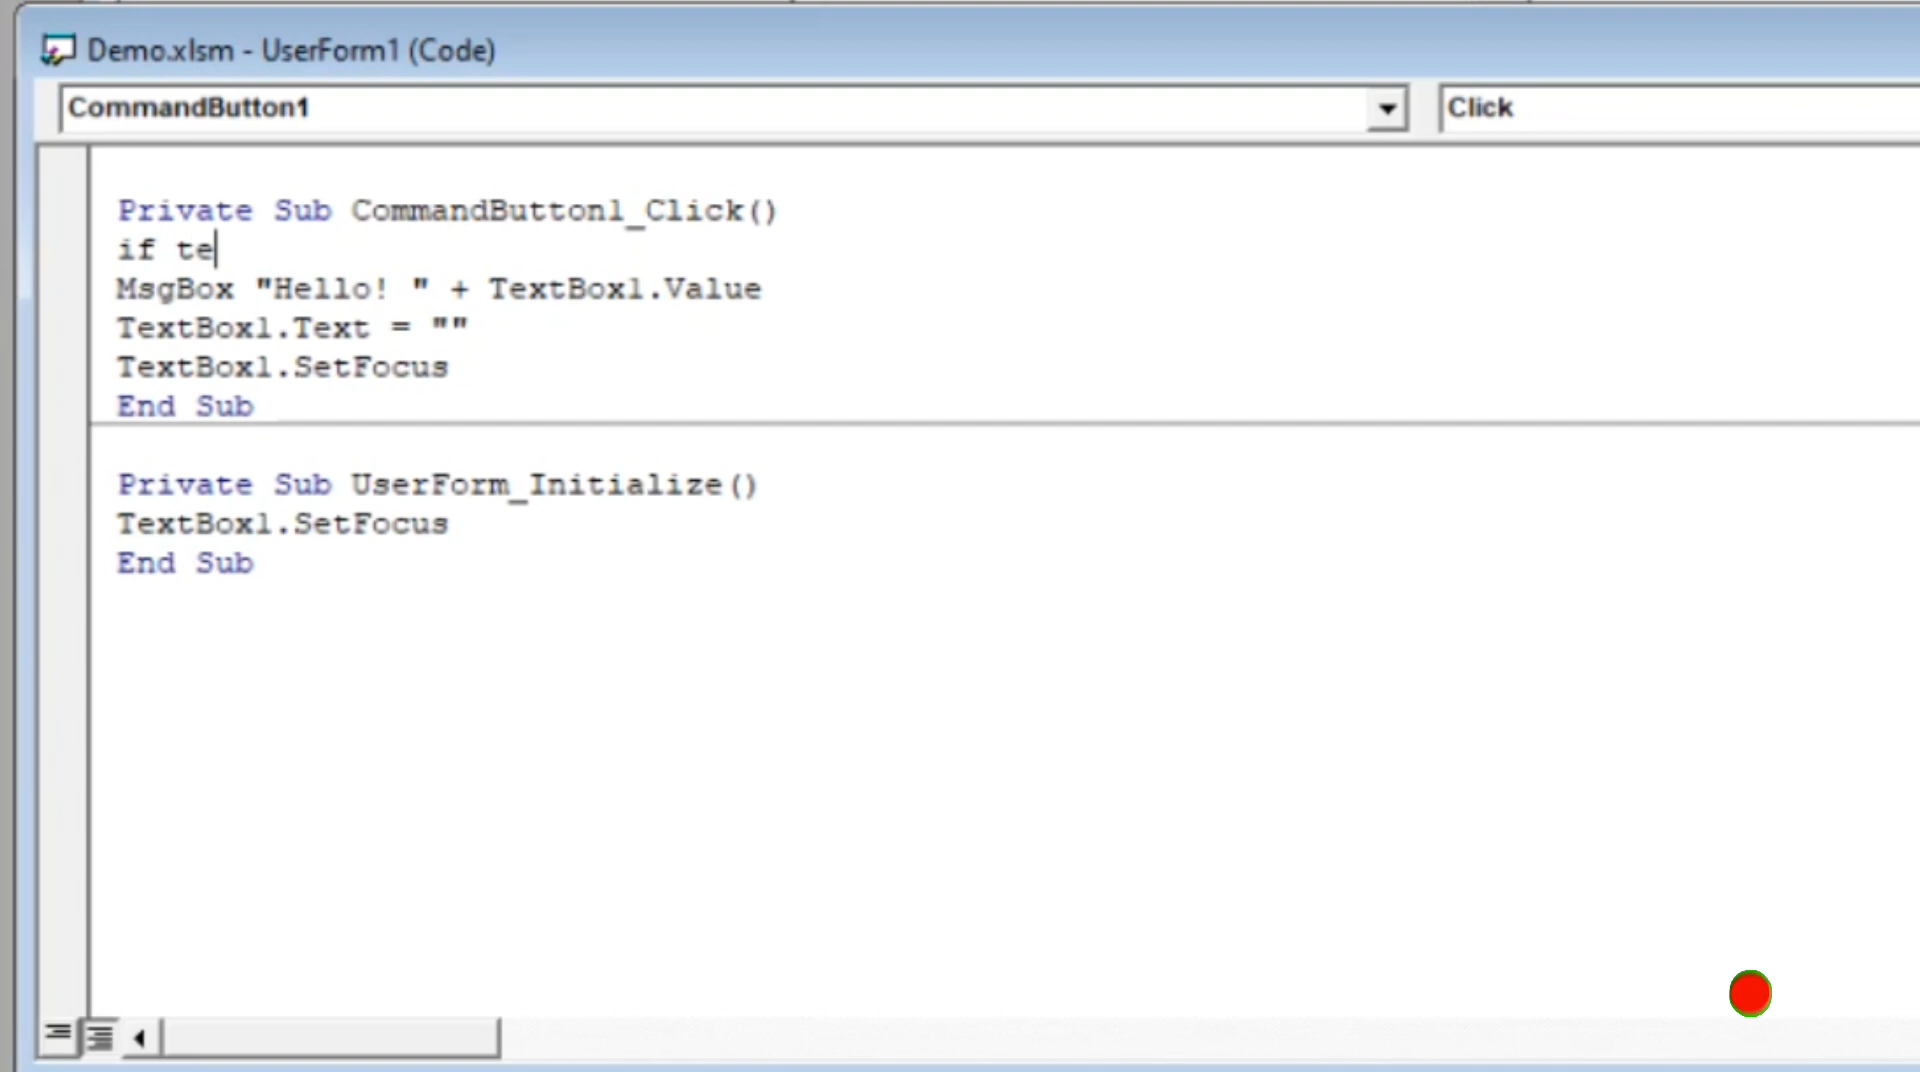 Demo.xlsm - UserForm1 (Code)
CommandButton1
Click
Private Sub CommandButton1_Click()
if te
MsgBox "Hello! " + TextBox1.Value
TextBox1.Text = ""
TextBox1.SetFocus
End Sub
Private Sub UserForm_Initialize()
TextBox1.SetFocus
End Sub